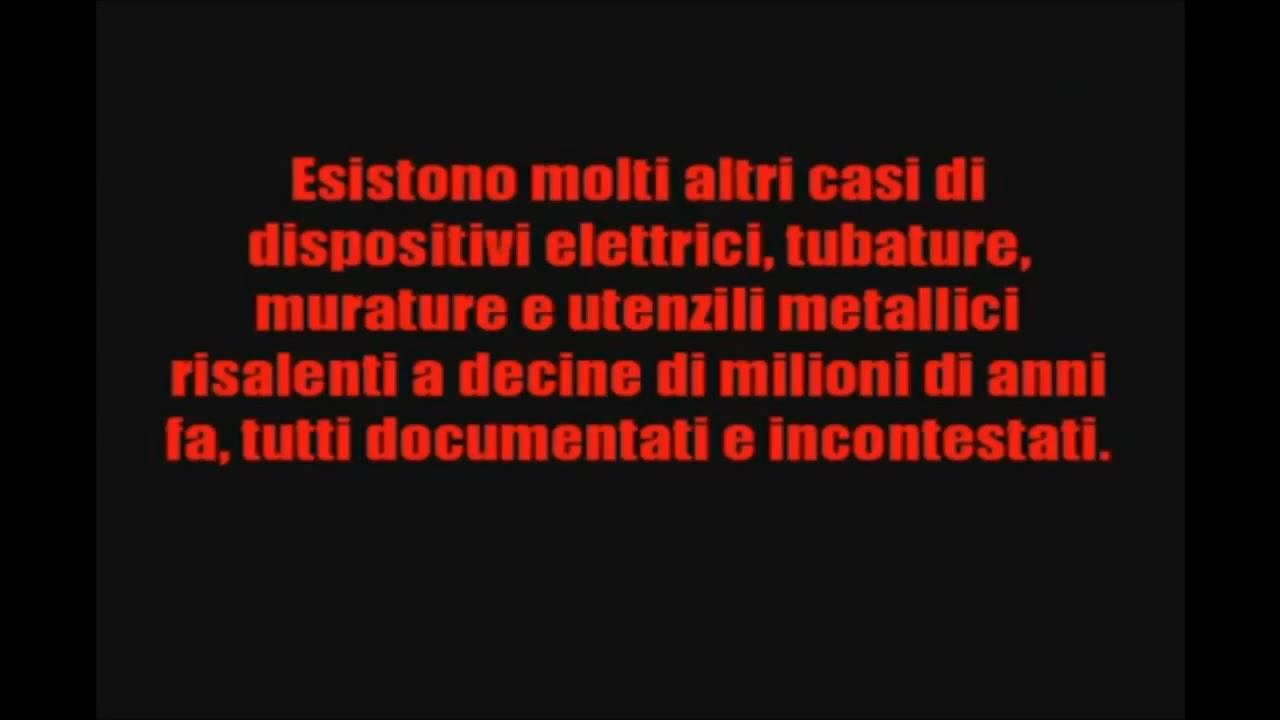 Esistono molti altri casi di
dispositivi elettrici, tubature,
murature e utenzili metallici
risalenti a decine di milioni di anni
fa, tutti documentati e incontestati.